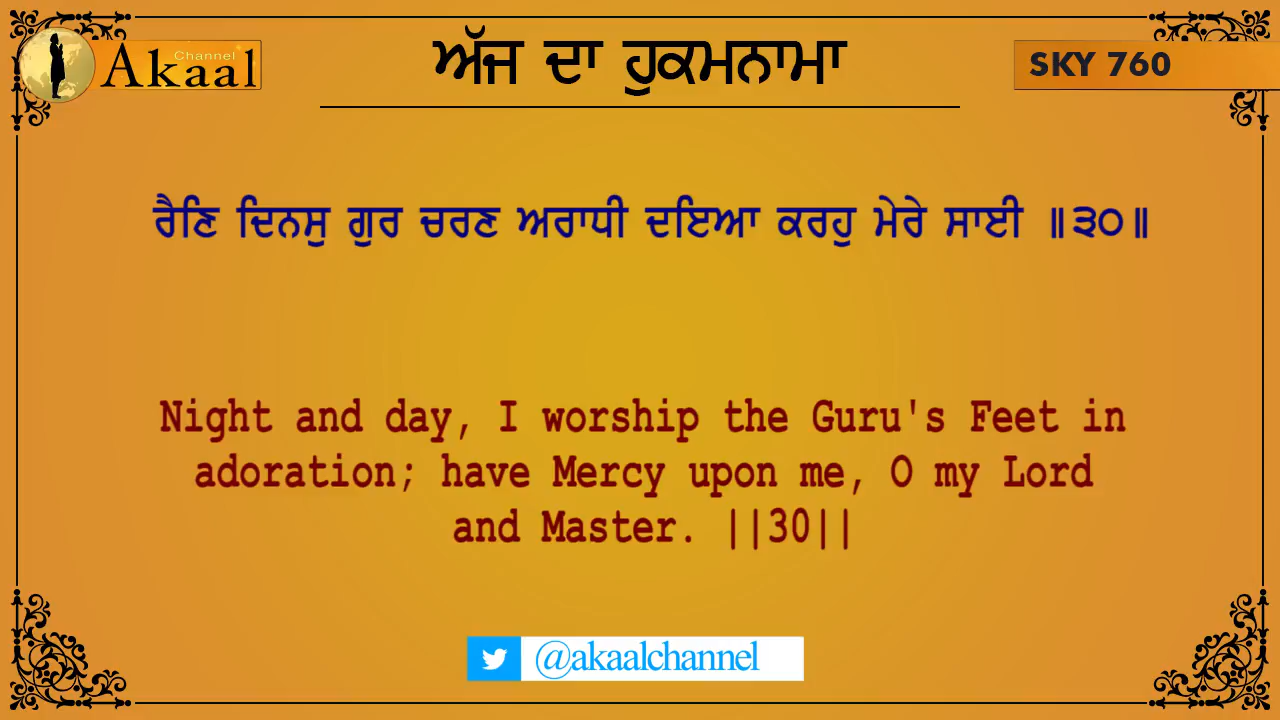 Akaal Channel
ਅੱਜ ਦਾ ਹੁਕਮਨਾਮਾ
SKY 760
ਰੈਣਿ ਦਿਨਸੁ ਗੁਰ ਚਰਣ ਅਰਾਧੀ ਦਇਆ ਕਰਹੁ ਮੇਰੇ ਸਾਈ ॥੩੦॥
Night and day, I worship the Guru's Feet in
adoration; have Mercy upon me, O my Lord
and Master. ||30||
@akaalchannel